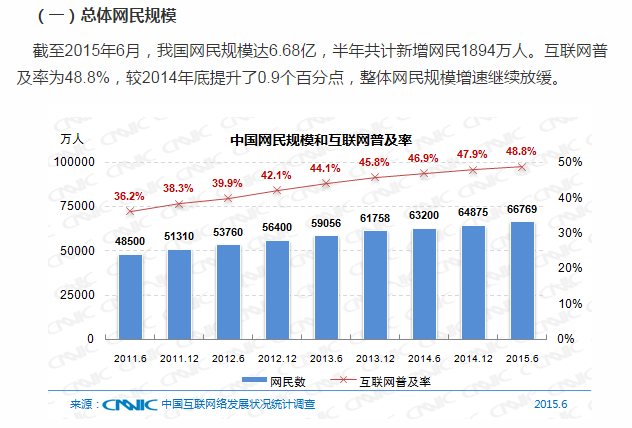 （一）总体网民规模
截至2015年6月，我国网民规模达6.68亿，半年共计新增网民1894万人。互联网普
及率为48.8%，较2014年底提升了0.9个百分点，整体网民规模增速继续放缓。
万人
中国网民规模和互联网普及率
100000 75000 50000 25000 0
36.2% 38.3% 39.9% 42.1% 44.1% 45.8% 46.9% 47.9% 48.8%
48500 51310 53760 56400 59056 61758 63200 64875 66769
50% 40% 30% 20% 10% 0%
2011.6 2011.12 2012.6 2012.12 2013.6 2013.12 2014.6 2014.12 2015.6
网民数 互联网普及率
来源：CNNIC 中国互联网络发展状况统计调查 2015.6